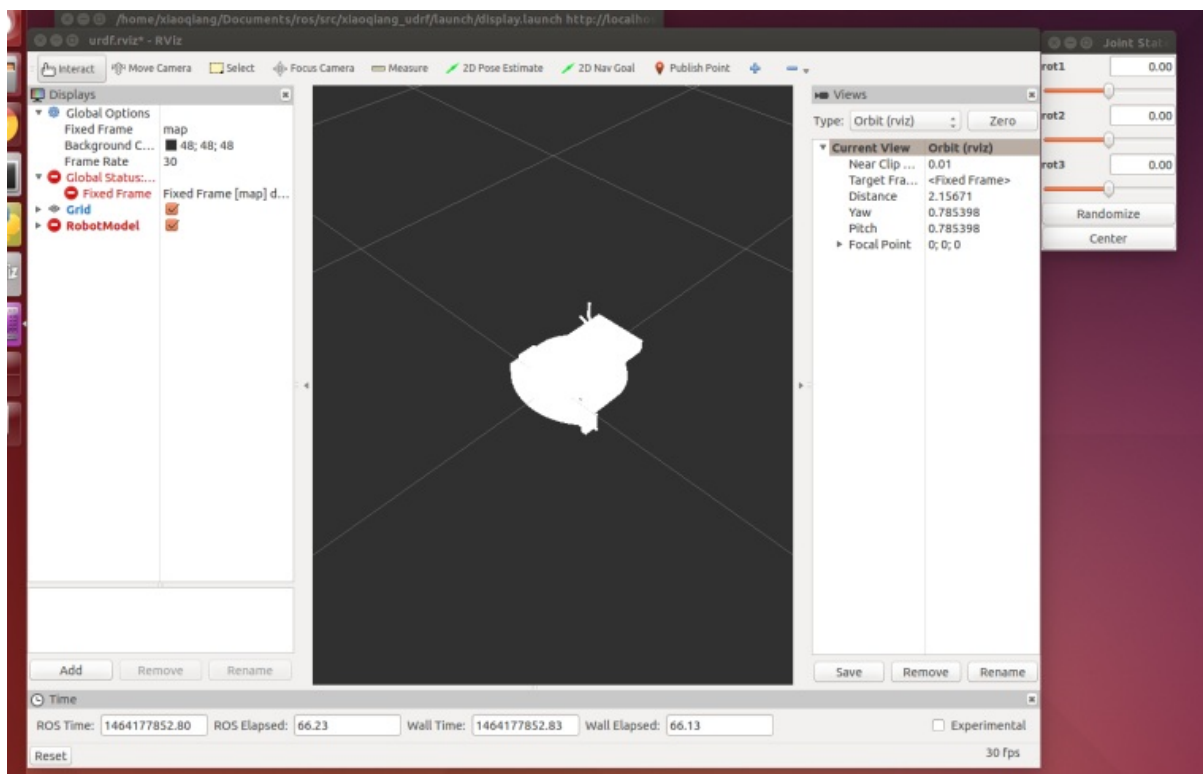 /home/xiaoqiang/Documents/ros/src/xiaoqiang_udrf/launch/display.launch http://localho
urdf.rviz* - RViz
Interact Move Camera Select Focus Camera Measure 2D Pose Estimate 2D Nav Goal Publish Point
Displays
Global Options
Fixed Frame map
Background C... 48; 48; 48
Frame Rate 30
Global Status:...
Fixed Frame Fixed Frame [map] d...
Grid
RobotModel
Add Remove Rename
Views
Type: Orbit (rviz) Zero
Current View Orbit (rviz)
Near Clip ... 0.01
Target Fra... <Fixed Frame>
Distance 2.15671
Yaw 0.785398
Pitch 0.785398
Focal Point 0; 0; 0
Save Remove Rename
Joint Stat
rot1 0.00
rot2 0.00
rot3 0.00
Randomize
Center
Time
ROS Time: 1464177852.80 ROS Elapsed: 66.23 Wall Time: 1464177852.83 Wall Elapsed: 66.13 Experimental
Reset 30 fps